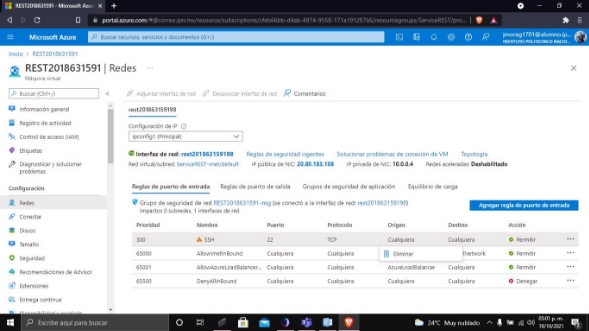 REST2018631591 - Microsoft Azur
portal.azure.com/#@correo.ipn.mx/resource/subscriptions/cfeb66bb-d4ab-4974-9558-171a19128766/resourcegroups/ServiceREST/pro...
Microsoft Azure
Buscar recursos, servicios y documentos (G+/)
jmorag1701@alumno.ip...
INSTITUTO POLITECNICO NACIO...
Inicio > REST2018631591
REST2018631591 | Redes ...
Máquina virtual
Buscar (Ctrl+/)
Información general
Registro de actividad
Control de acceso (IAM)
Etiquetas
Diagnosticar y solucionar
problemas
Configuración
Redes
Conectar
Discos
Tamaño
Seguridad
Recomendaciones de Advisor
Extensiones
Entrega continua
Adjuntar interfaz de red
Desasociar interfaz de red
Comentarios
rest201863159198
Configuración de IP
ipconfig1 (Principal)
Interfaz de red: rest201863159198
Reglas de seguridad vigentes
Solucionar problemas de conexión de VM
Topología
Red virtual/subred: ServiceREST-vnet/default
IP pública de NIC: 20.80.183.108
IP privada de NIC: 10.0.0.4
Redes aceleradas: Deshabilitado
Reglas de puerto de entrada
Reglas de puerto de salida
Grupos de seguridad de aplicación
Equilibrio de carga
Grupo de seguridad de red REST2018631591-nsg (se conectó a la interfaz de red: rest201863159198)
Impactos 0 subredes, 1 interfaces de red
Agregar regla de puerto de entrada
Prioridad Nombre Puerto Protocolo Origen Destino Acción
300 SSH 22 TCP Cualquiera Cualquiera Permitir ...
65000 AllowVnetInBound Cualquiera Cualquiera Network Permitir ...
Eliminar
65001 AllowAzureLoadBalancer... Cualquiera Cualquiera AzureLoadBalancer Cualquiera Permitir ...
65500 DenyAllInBound Cualquiera Cualquiera Cualquiera Cualquiera Denegar ...
Escribe aquí para buscar
24°C Muy nublado
05:01 p. m.
19/10/2021